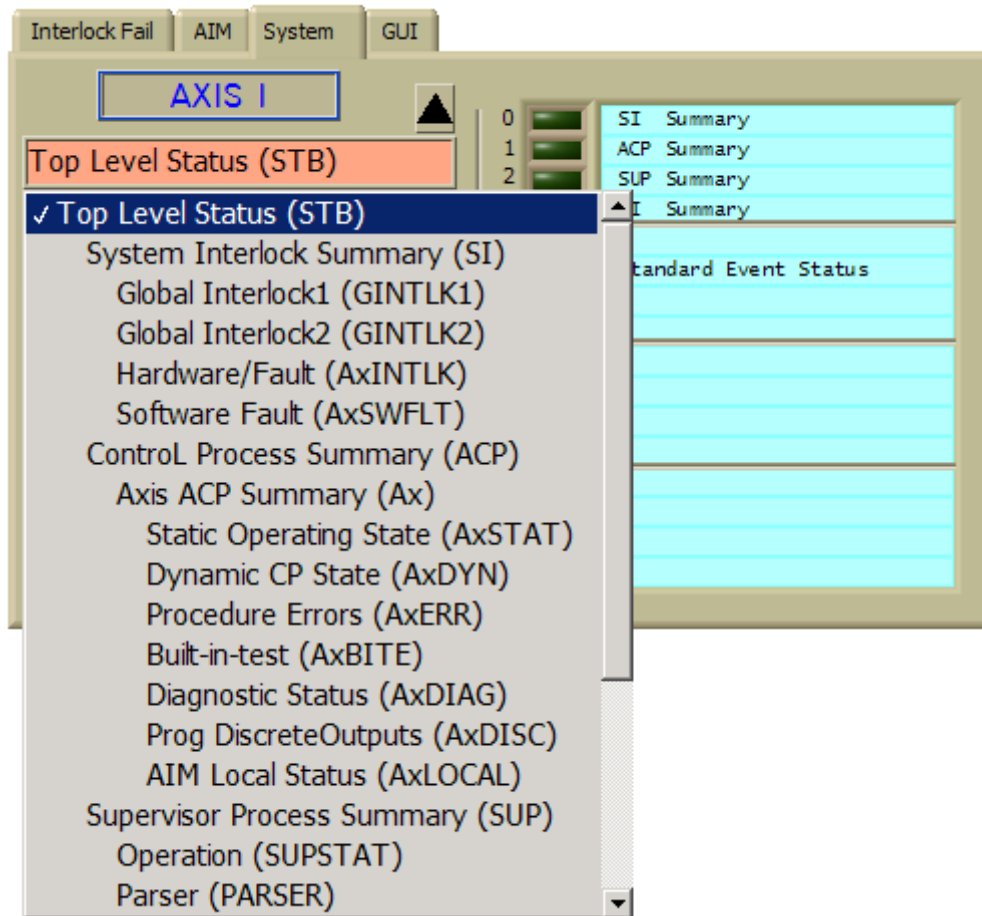 Interlock Fail AIM System GUI
AXIS I
Top Level Status (STB)
0 SI Summary
1 ACP Summary
2 SUP Summary
I Summary
tandard Event Status
✓ Top Level Status (STB)
System Interlock Summary (SI)
Global Interlock1 (GINTLK1)
Global Interlock2 (GINTLK2)
Hardware/Fault (AxINTLK)
Software Fault (AxSWFLT)
ControL Process Summary (ACP)
Axis ACP Summary (Ax)
Static Operating State (AxSTAT)
Dynamic CP State (AxDYN)
Procedure Errors (AxERR)
Built-in-test (AxBITE)
Diagnostic Status (AxDIAG)
Prog DiscreteOutputs (AxDISC)
AIM Local Status (AxLOCAL)
Supervisor Process Summary (SUP)
Operation (SUPSTAT)
Parser (PARSER)